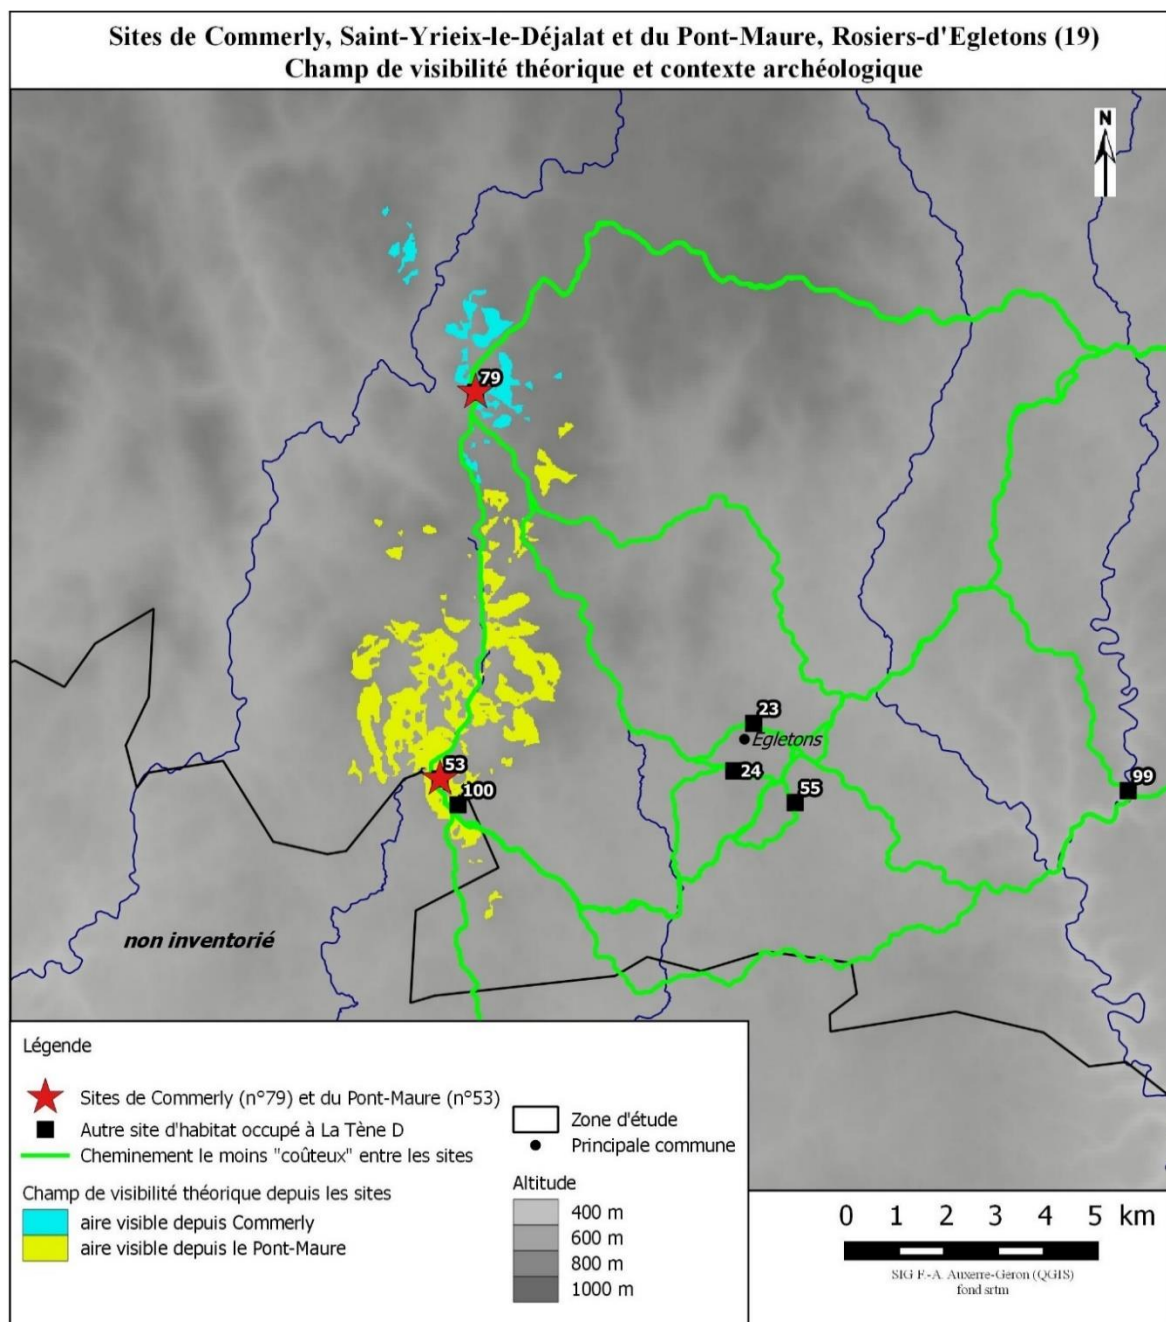 Sites de Commerly, Saint-Yrieix-le-Déjalat et du Pont-Maure, Rosiers-d'Egletons (19)
Champ de visibilité théorique et contexte archéologique
N
79
23
Egletons
53
24
99
100
55
non inventorié
Légende
Sites de Commerly (n°79) et du Pont-Maure (n°53)
Autre site d'habitat occupé à La Tène D
Cheminement le moins "coûteux" entre les sites
Champ de visibilité théorique depuis les sites
aire visible depuis Commerly
aire visible depuis le Pont-Maure
Zone d'étude
Principale commune
Altitude
400 m
600 m
800 m
1000 m
0 1 2 3 4 5 km
SIG F.-A. Auxerre-Géron (QGIS)
fond srtm